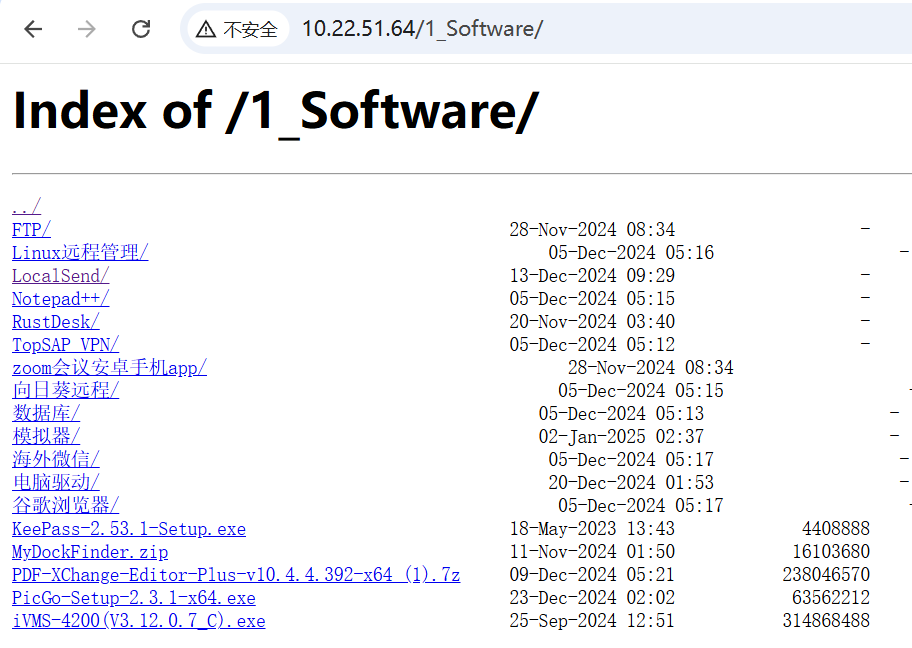 不安全 10.22.51.64/1_Software/
Index of /1_Software/
../
FTP/ 28-Nov-2024 08:34 -
Linux远程管理/ 05-Dec-2024 05:16 -
LocalSend/ 13-Dec-2024 09:29 -
Notepad++/ 05-Dec-2024 05:15 -
RustDesk/ 20-Nov-2024 03:40 -
TopSAP VPN/ 05-Dec-2024 05:12 -
zoom会议安卓手机app/ 28-Nov-2024 08:34
向日葵远程/ 05-Dec-2024 05:15 -
数据库/ 05-Dec-2024 05:13 -
模拟器/ 02-Jan-2025 02:37 -
海外微信/ 05-Dec-2024 05:17 -
电脑驱动/ 20-Dec-2024 01:53 -
谷歌浏览器/ 05-Dec-2024 05:17 -
KeePass-2.53.1-Setup.exe 18-May-2023 13:43 4408888
MyDockFinder.zip 11-Nov-2024 01:50 16103680
PDF-XChange-Editor-Plus-v10.4.4.392-x64 (1).7z 09-Dec-2024 05:21 238046570
PicGo-Setup-2.3.1-x64.exe 23-Dec-2024 02:02 63562212
iVMS-4200(V3.12.0.7_C).exe 25-Sep-2024 12:51 314868488